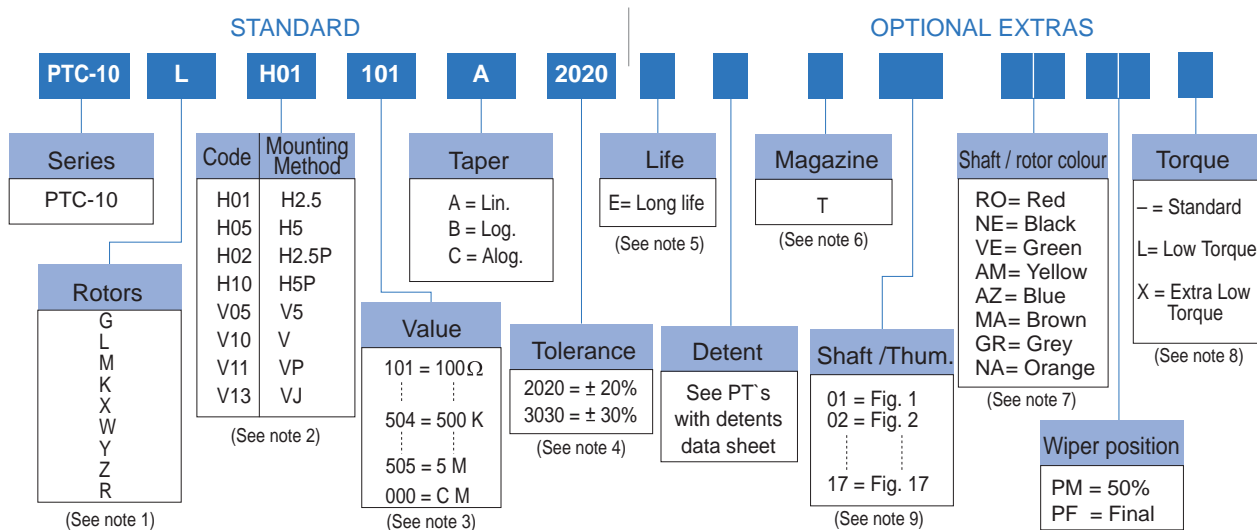 STANDARD
OPTIONAL EXTRAS
PTC-10 L H01 101 A 2020
Series
PTC-10
Rotors
G
L
M
K
X
W
Y
Z
R
(See note 1)
Code Mounting Method
H01 H2.5
H05 H5
H02 H2.5P
H10 H5P
V05 V5
V10 V
V11 VP
V13 VJ
(See note 2)
Taper
A = Lin.
B = Log.
C = Alog.
Value
101 = 100Ω
504 = 500 K
505 = 5 M
000 = C M
(See note 3)
Tolerance
2020 = ± 20%
3030 = ± 30%
(See note 4)
Life
E= Long life
(See note 5)
Detent
See PT`s
with detents
data sheet
Magazine
T
(See note 6)
Shaft /Thum.
01 = Fig. 1
02 = Fig. 2
17 = Fig. 17
(See note 9)
Shaft / rotor colour
RO= Red
NE= Black
VE= Green
AM= Yellow
AZ= Blue
MA= Brown
GR= Grey
NA= Orange
(See note 7)
Wiper position
PM = 50%
PF = Final
Torque
– = Standard
L= Low Torque
X = Extra Low
Torque
(See note 8)